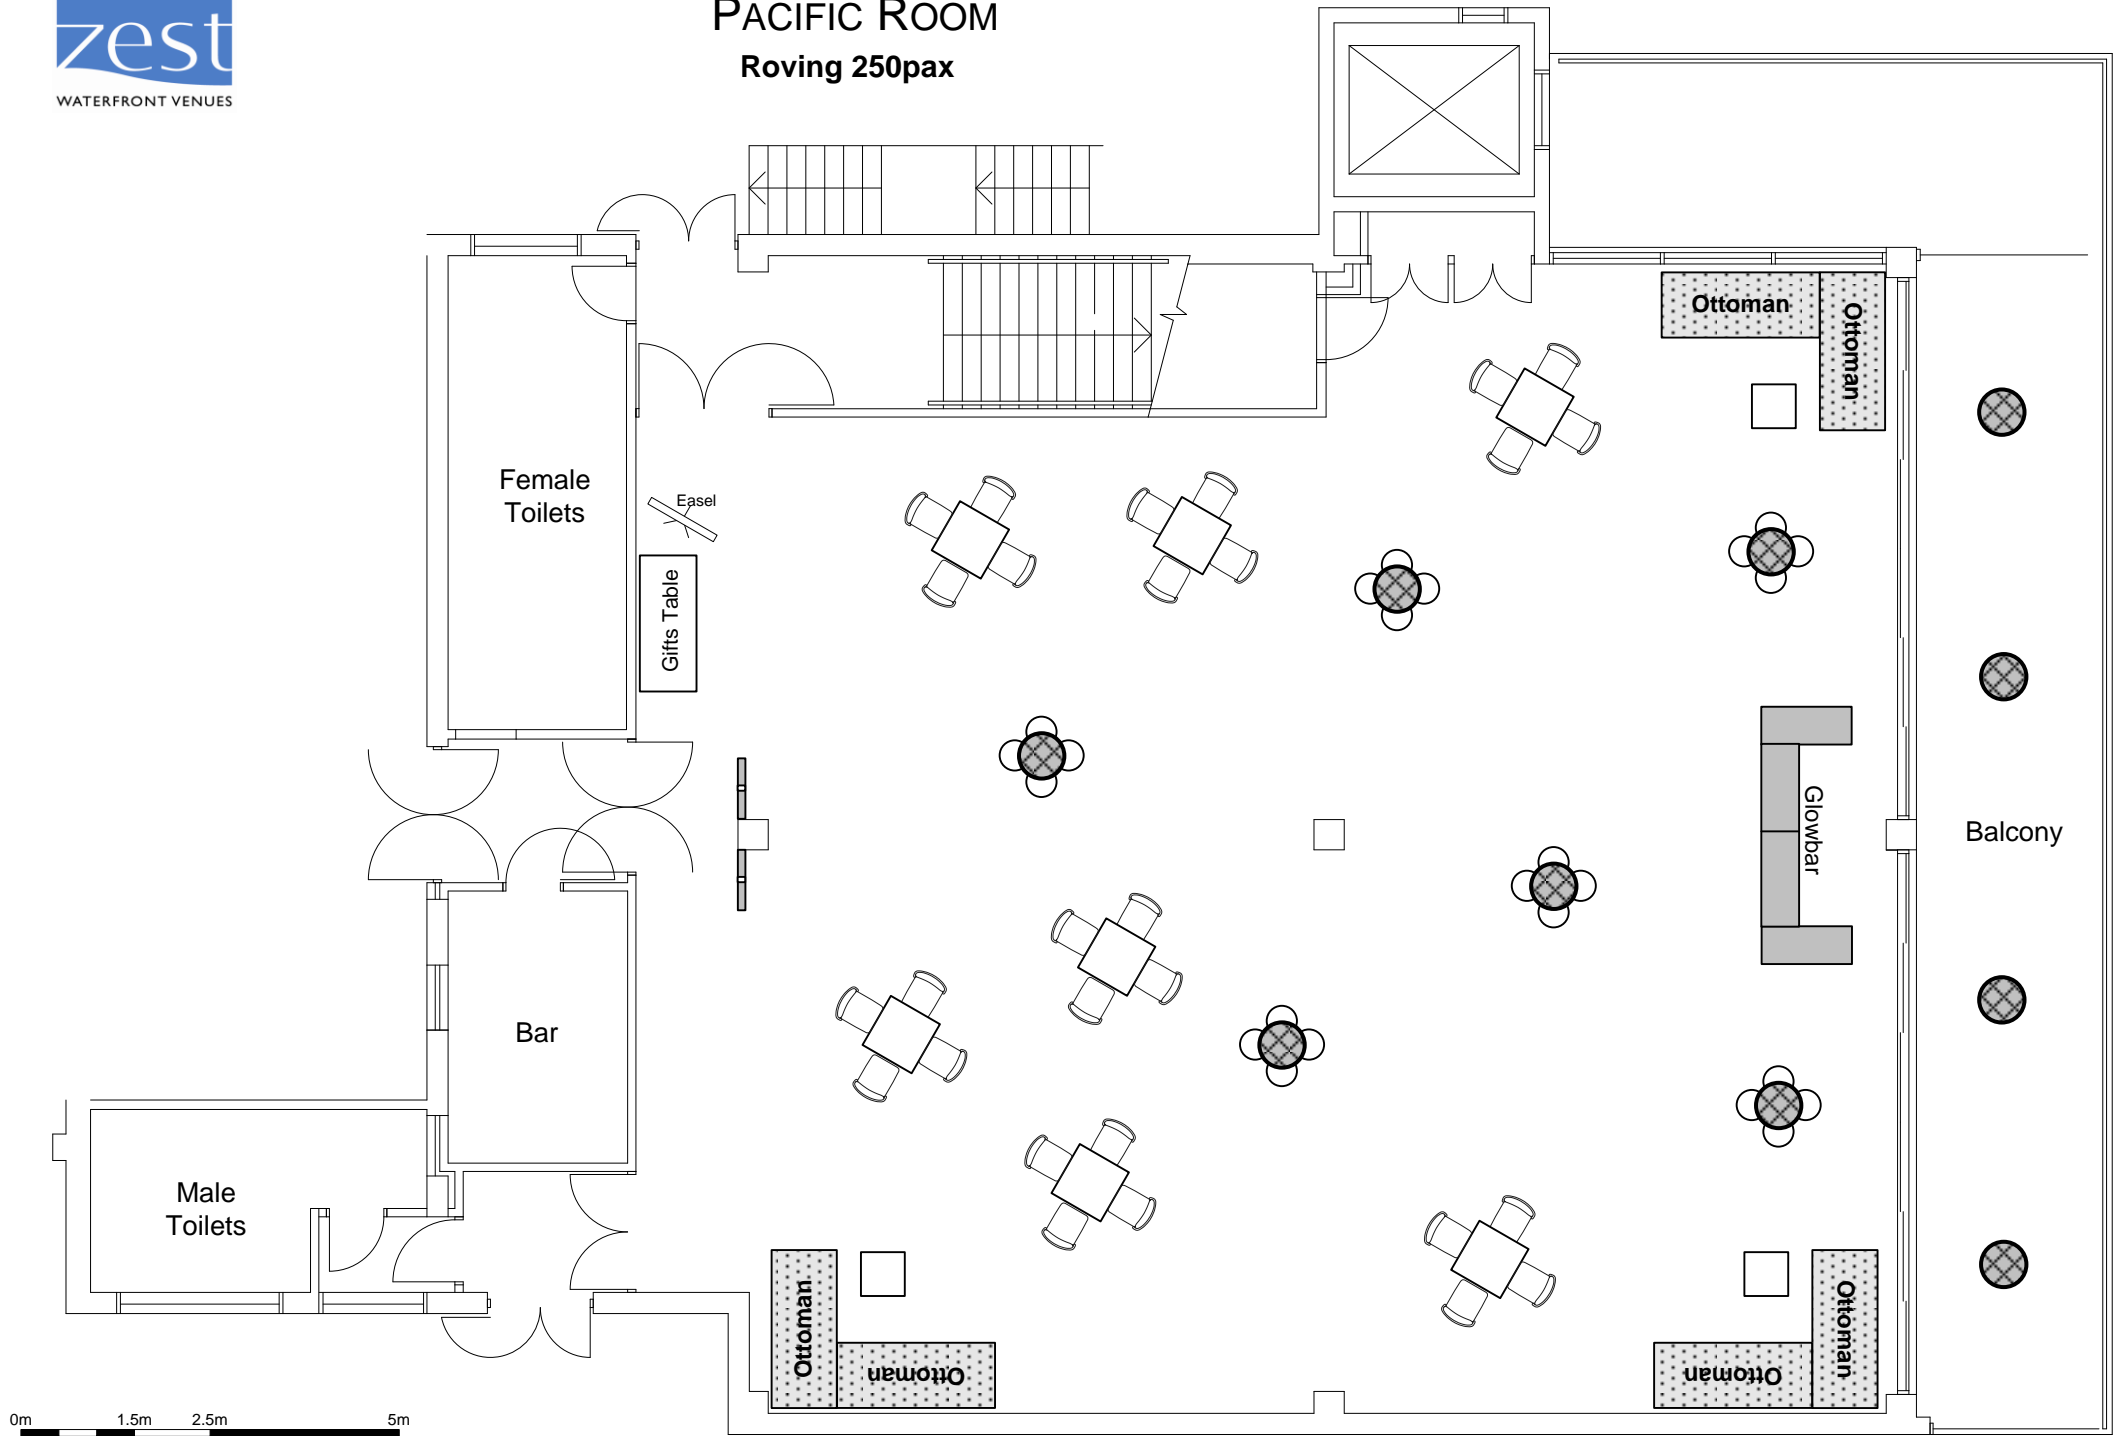 zest
WATERFRONT VENUES
PACIFIC ROOM
Roving 250pax
Ottoman
Ottoman
Female
Toilets
Easel
Gifts Table
Glowbar
Balcony
Bar
Male
Toilets
Ottoman
Ottoman
Ottoman
Ottoman
0m 1.5m 2.5m 5m